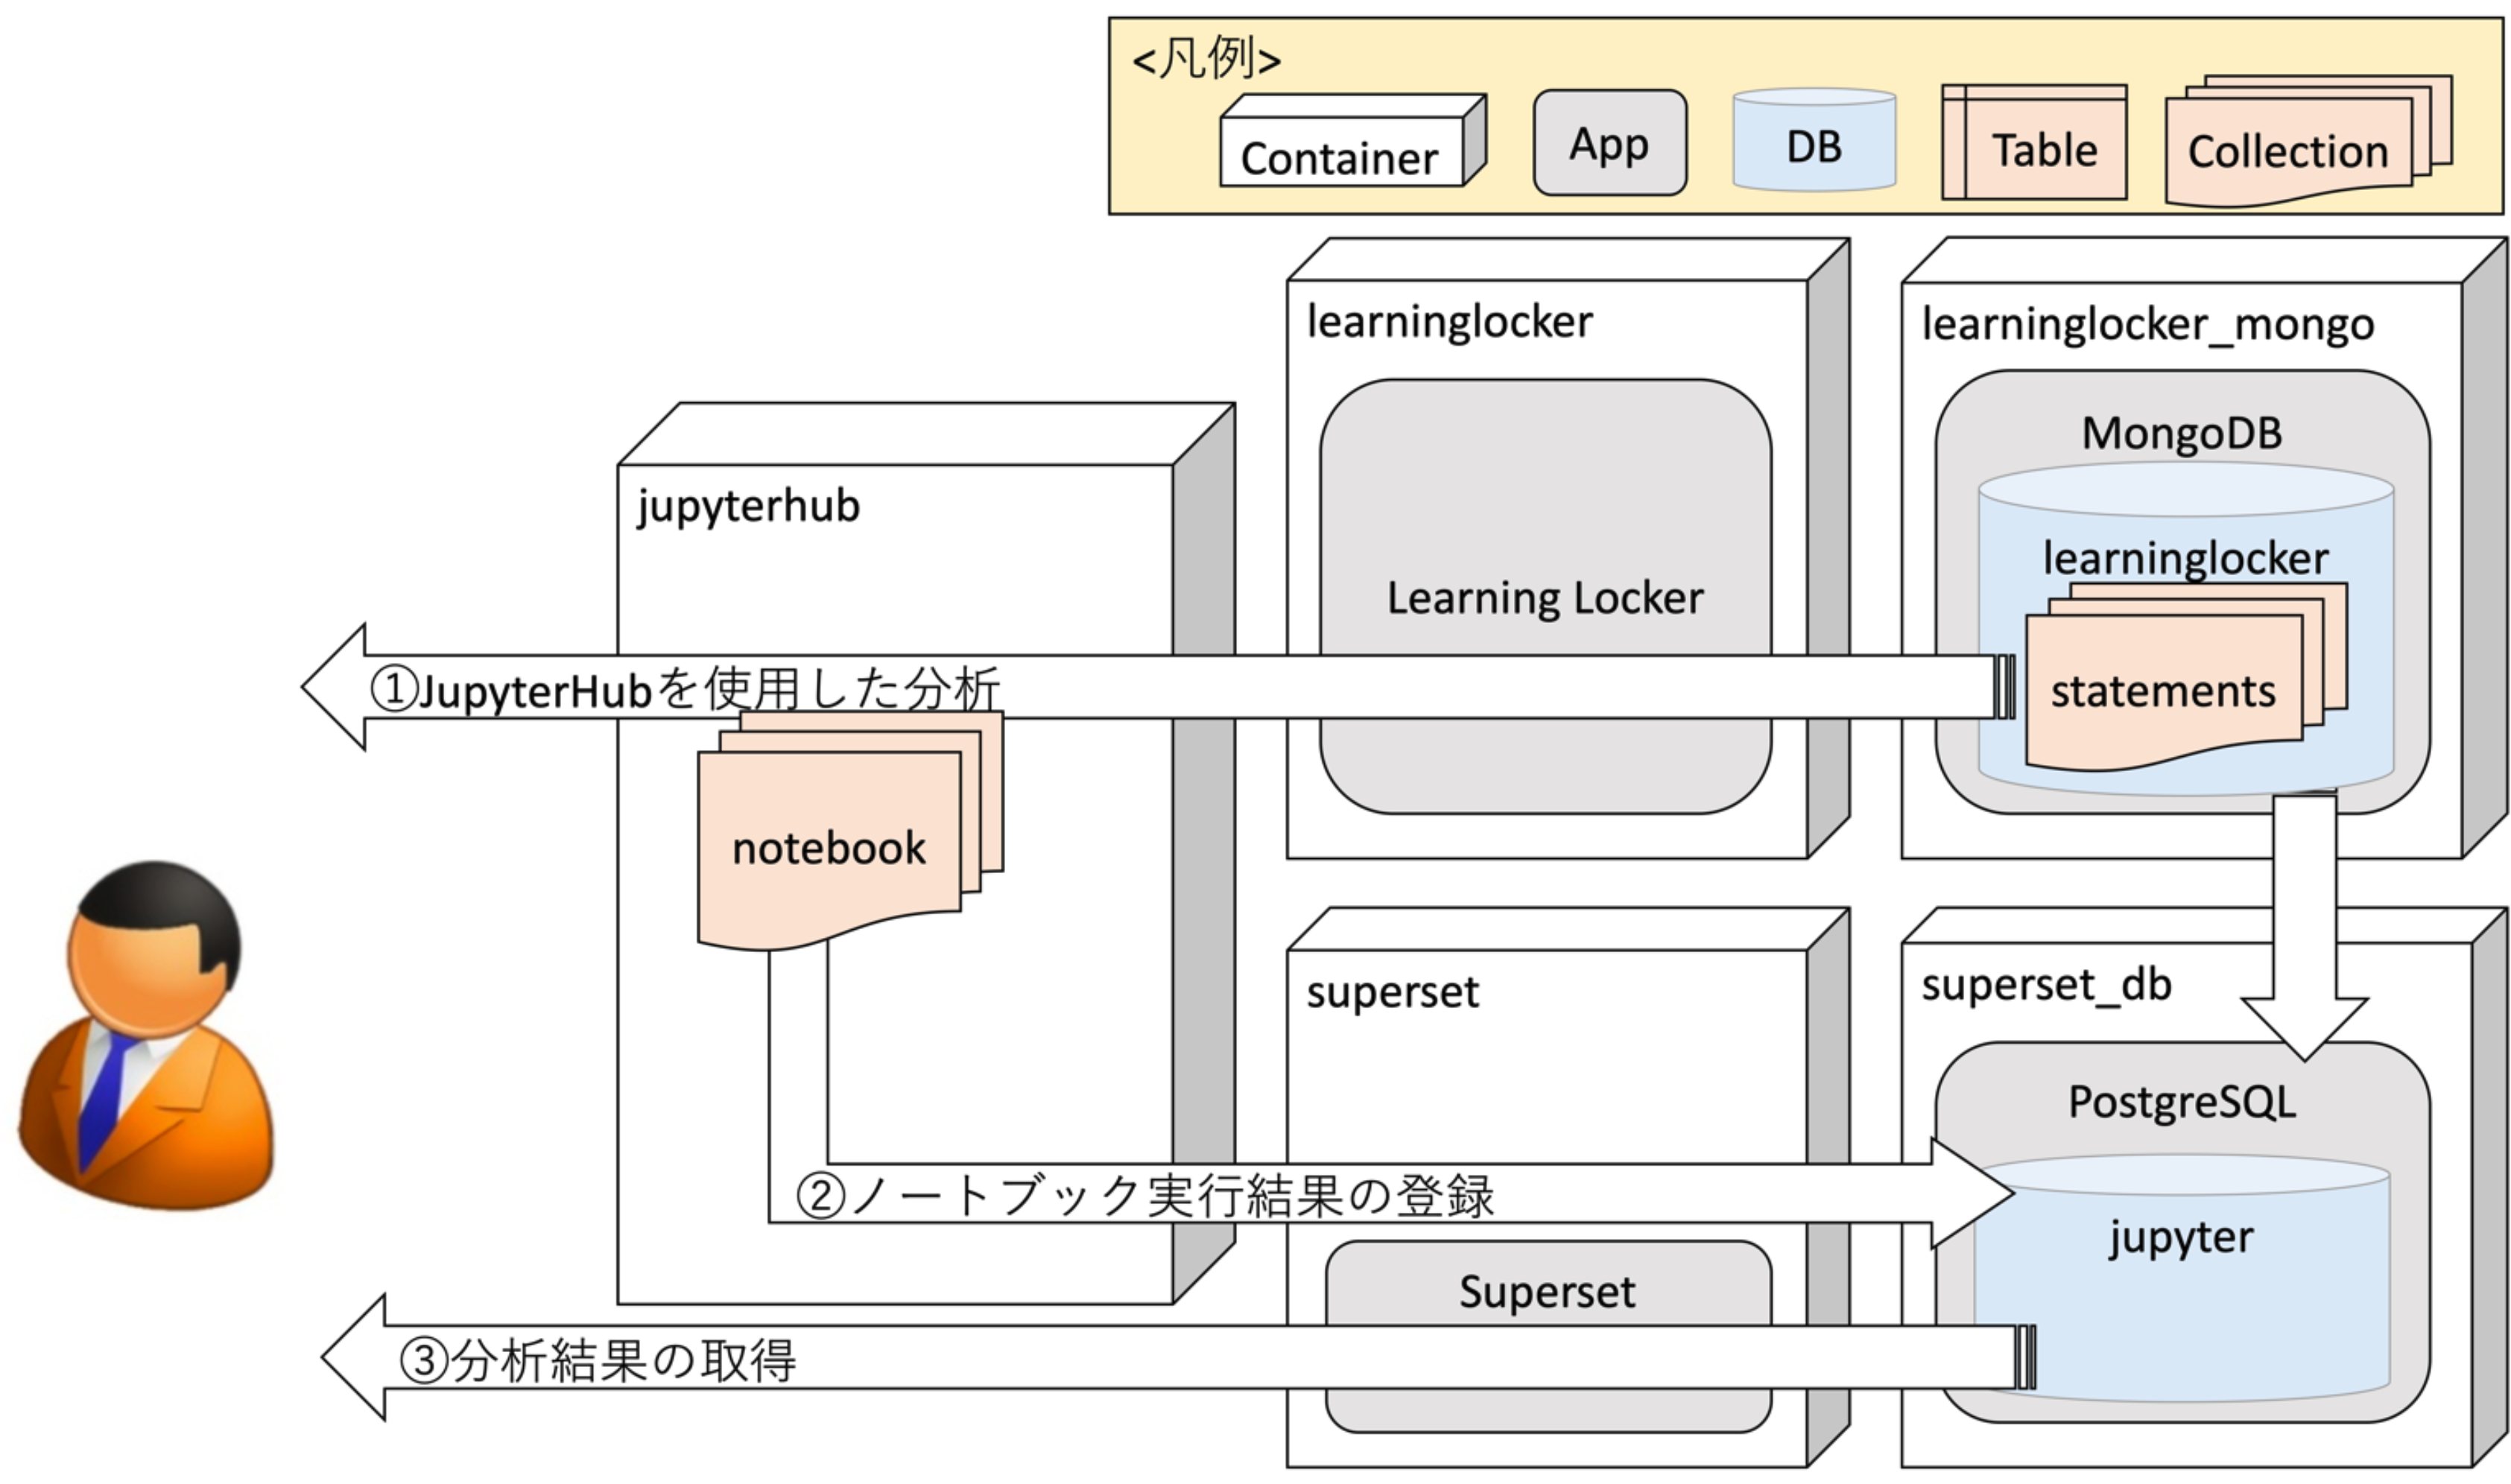 <凡例>
Container
App
DB
Table
Collection
learninglocker
learninglocker_mongo
MongoDB
jupyterhub
learninglocker
Learning Locker
①JupyterHubを使用した分析
statements
notebook
superset
superset_db
PostgreSQL
②ノートブック実行結果の登録
jupyter
Superset
③分析結果の取得